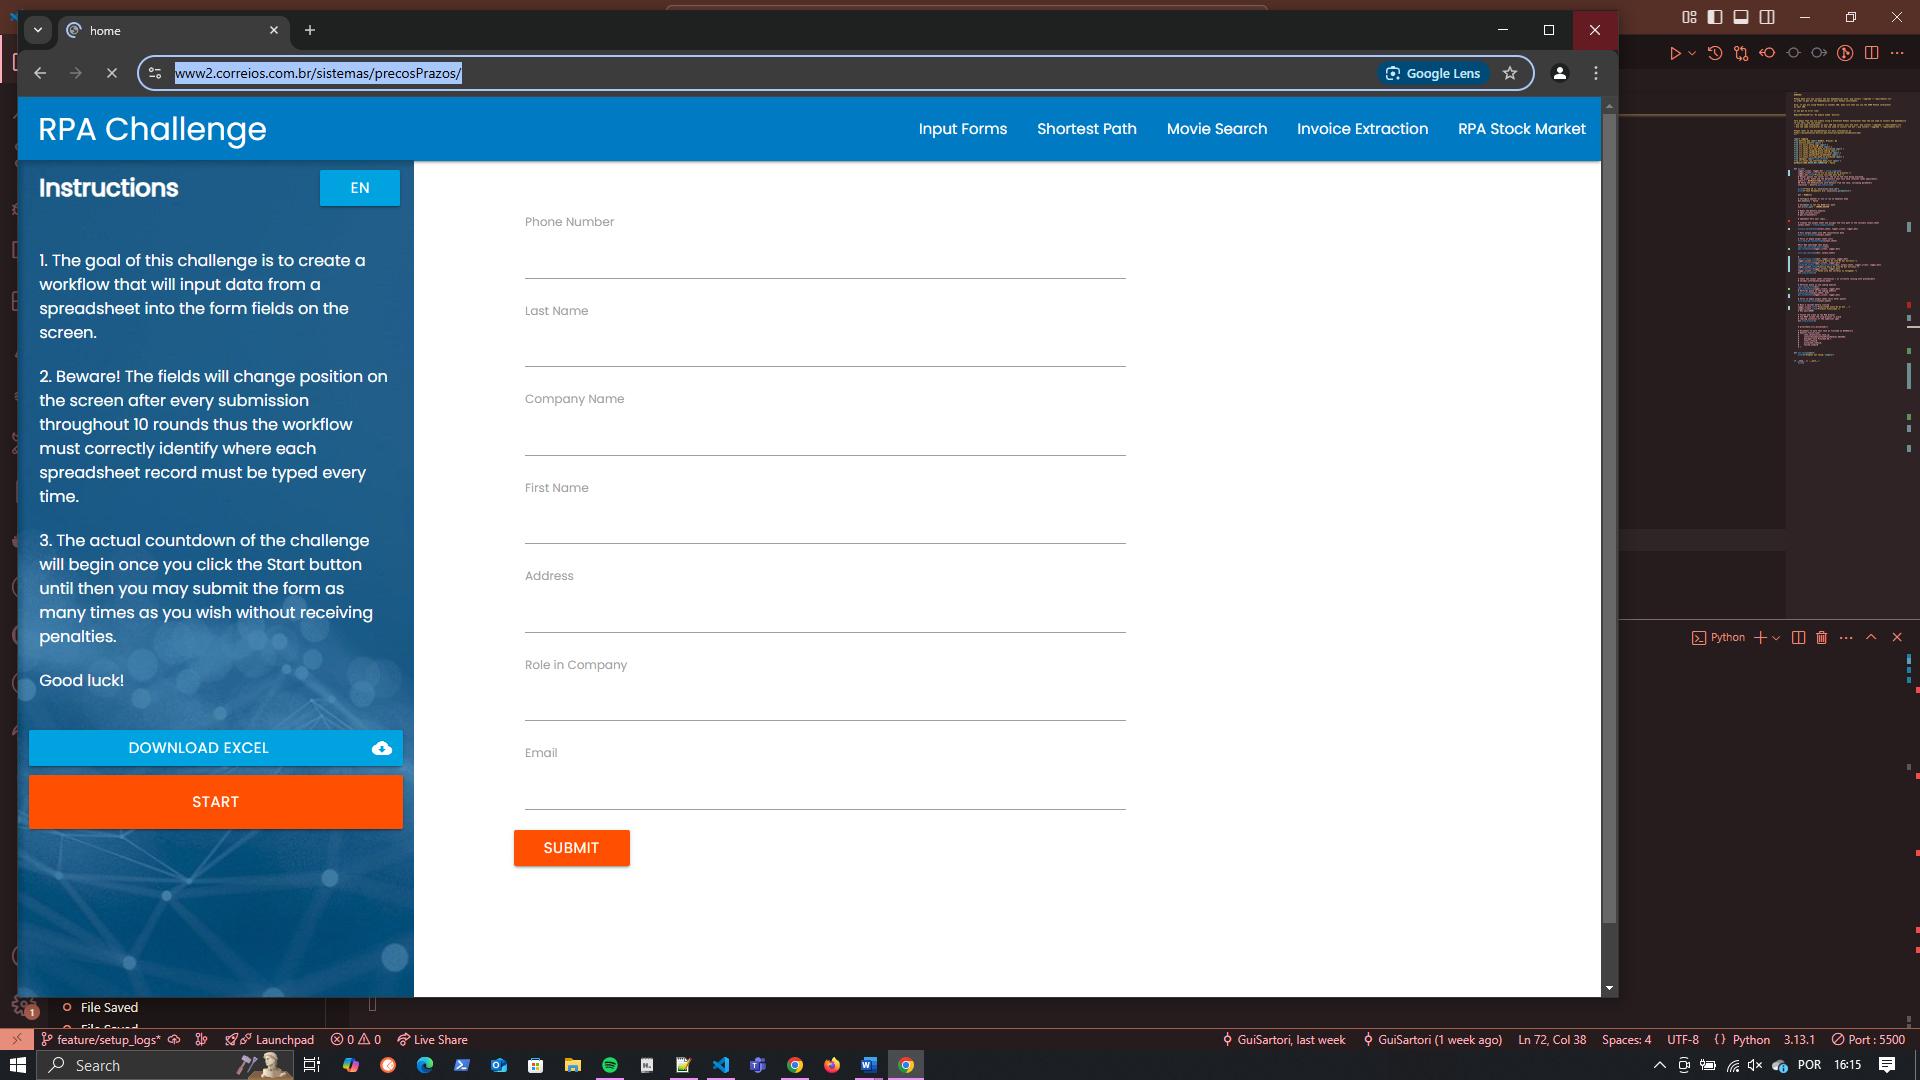 home
www2.correios.com.br/sistemas/precosPrazos/
Google Lens
RPA Challenge
Input Forms
Shortest Path
Movie Search
Invoice Extraction
RPA Stock Market
Instructions
EN
1. The goal of this challenge is to create a
workflow that will input data from a
spreadsheet into the form fields on the
screen.
2. Beware! The fields will change position on
the screen after every submission
throughout 10 rounds thus the workflow
must correctly identify where each
spreadsheet record must be typed every
time.
3. The actual countdown of the challenge
will begin once you click the Start button
until then you may submit the form as
many times as you wish without receiving
penalties.
Good luck!
DOWNLOAD EXCEL
START
Phone Number
Last Name
Company Name
First Name
Address
Role in Company
Email
SUBMIT
Python
File Saved
File Saved
1
feature/setup_logs*
Launchpad
0
0
Live Share
GuiSartori, last week
GuiSartori (1 week ago)
Ln 72, Col 38
Spaces: 4
UTF-8
{ } Python
3.13.1
Port : 5500
Search
POR
16:15